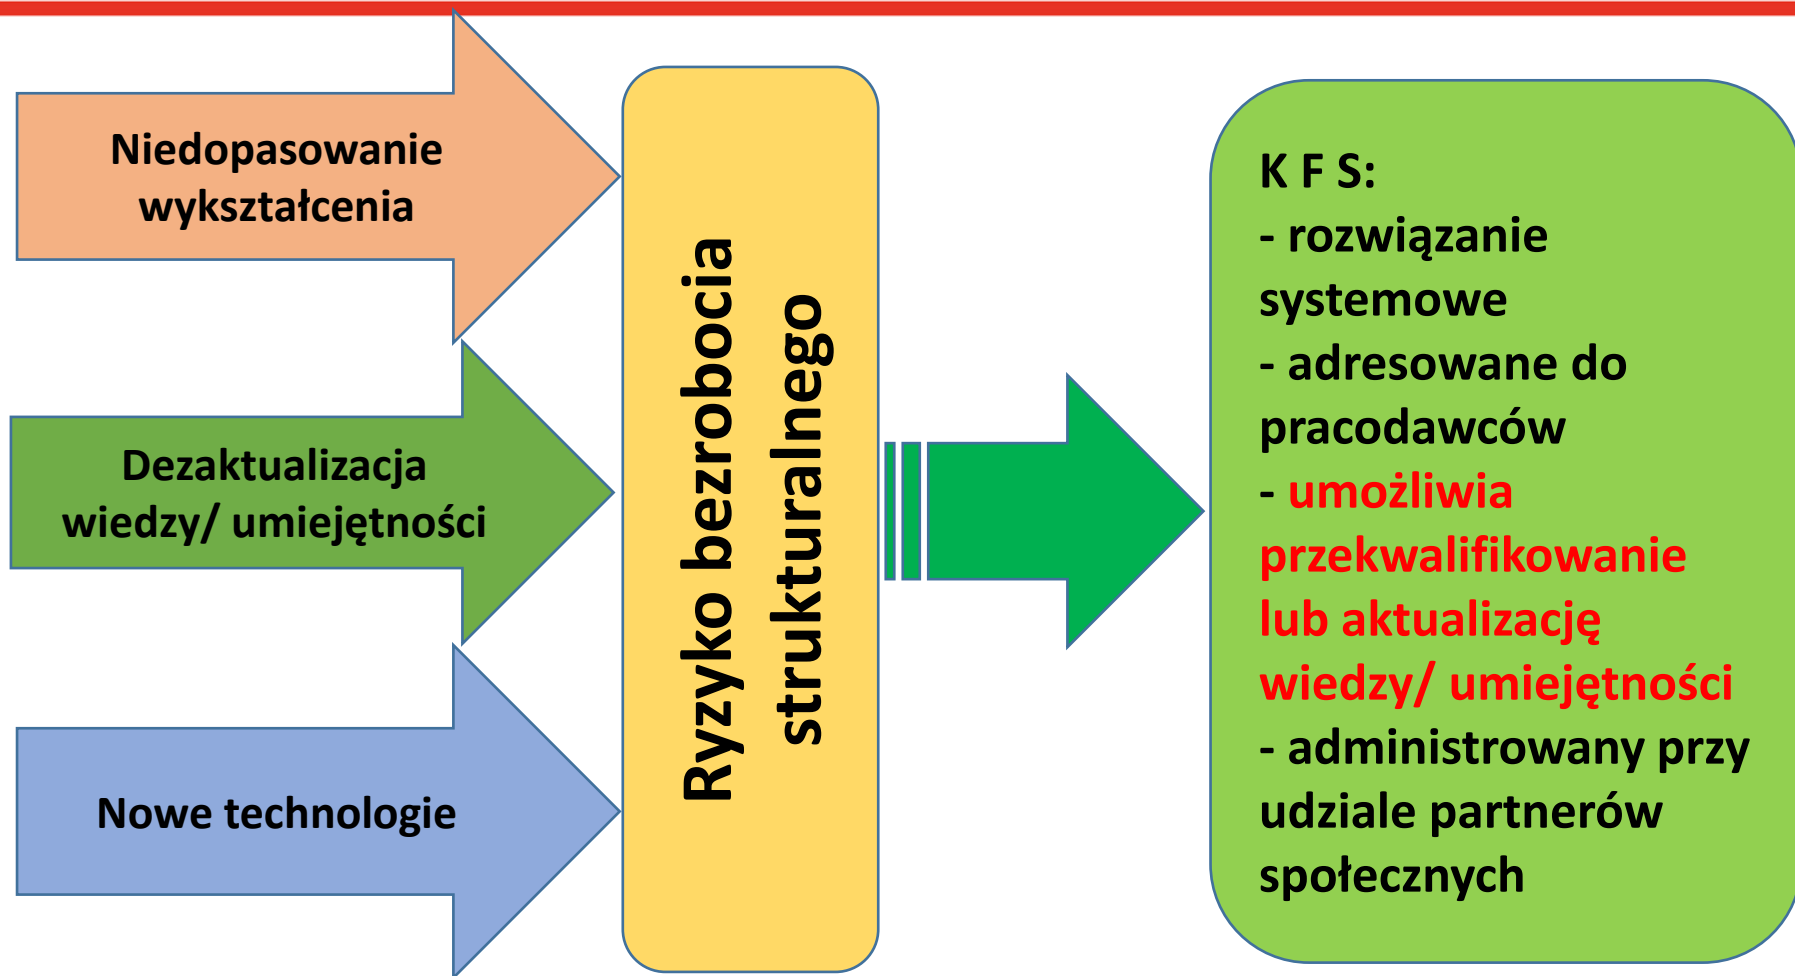 Niedopasowanie
wykształcenia
Dezaktualizacja
wiedzy/ umiejętności
Nowe technologie
Ryzyko bezrobocia
strukturalnego
K F S:
- rozwiązanie
systemowe
- adresowane do
pracodawców
- umożliwia
przekwalifikowanie
lub aktualizację
wiedzy/ umiejętności
- administrowany przy
udziale partnerów
społecznych